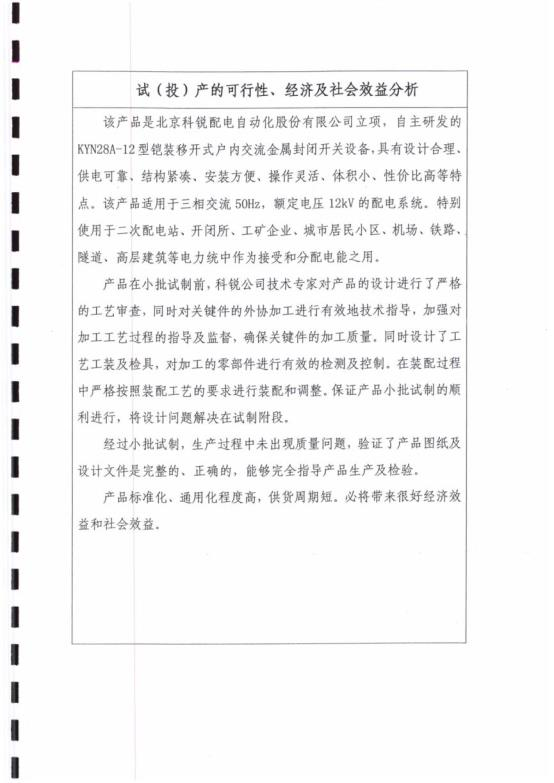 试（投）产的可行性、经济及社会效益分析
该产品是北京科锐配电自动化股份有限公司立项，自主研发的
KYN28A-12型铠装移开式户内交流金属封闭开关设备,具有设计合理、
供电可靠、结构紧凑、安装方便、操作灵活、体积小、性价比高等特
点。该产品适用于三相交流50Hz，额定电压12kV的配电系统。特别
使用于二次配电站、开闭所、工矿企业、城市居民小区、机场、铁路、
隧道、高层建筑等电力统中作为接受和分配电能之用。
产品在小批试制前，科锐公司技术专家对产品的设计进行了严格
的工艺审查，同时对关键件的外协加工进行有效地技术指导，加强对
加工工艺过程的指导及监督，确保关键件的加工质量。同时设计了工
艺工装及检具，对加工的零部件进行有效的检测及控制。在装配过程
中严格按照装配工艺的要求进行装配和调整。保证产品小批试制的顺
利进行，将设计问题解决在试制附段。
经过小批试制，生产过程中未出现质量问题，验证了产品图纸及
设计文件是完整的、正确的，能够完全指导产品生产及检验。
产品标准化、通用化程度高，供货周期短。必将带来很好经济效
益和社会效益。